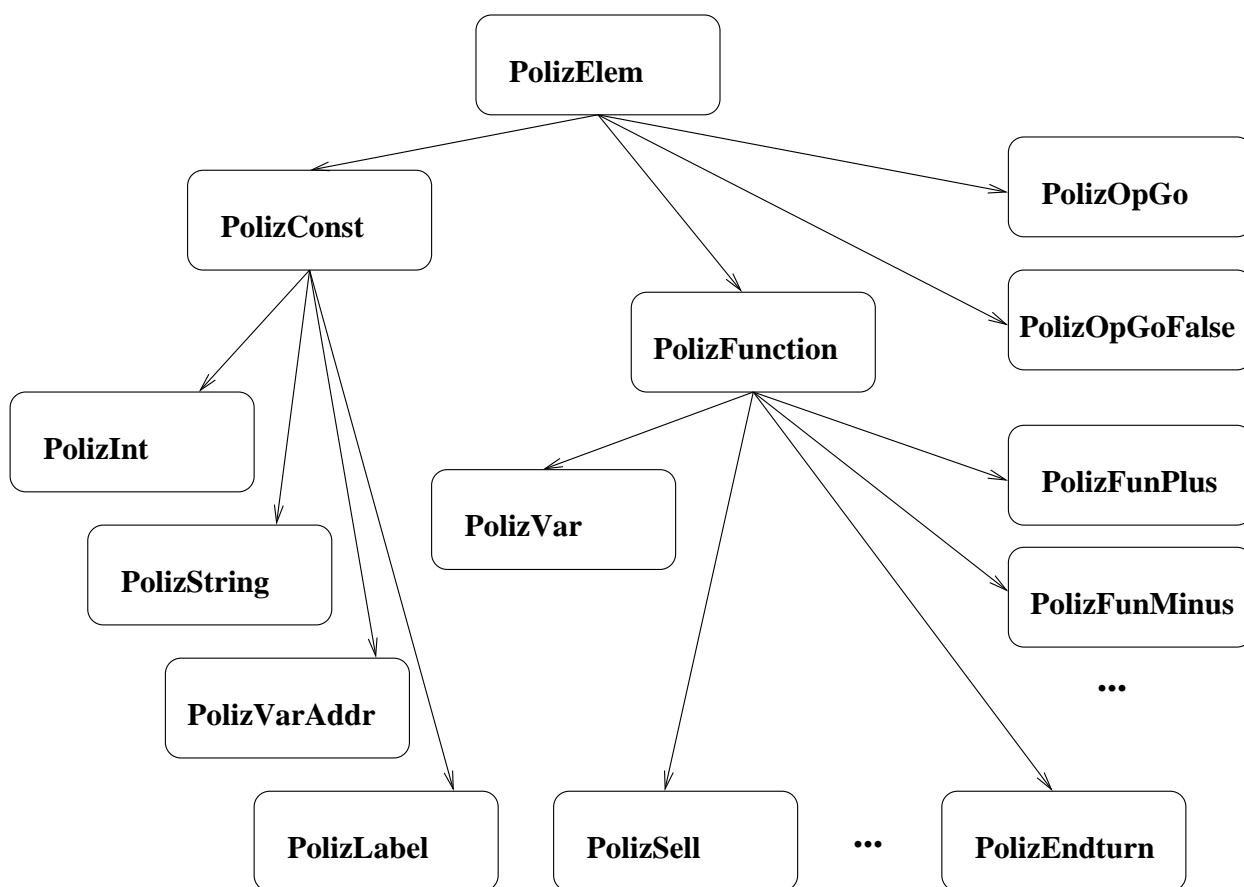 PolizElem
PolizOpGo
PolizConst
PolizOpGoFalse
PolizFunction
PolizInt
PolizFunPlus
PolizVar
PolizString
PolizFunMinus
...
PolizVarAddr
PolizLabel
PolizSell
...
PolizEndturn